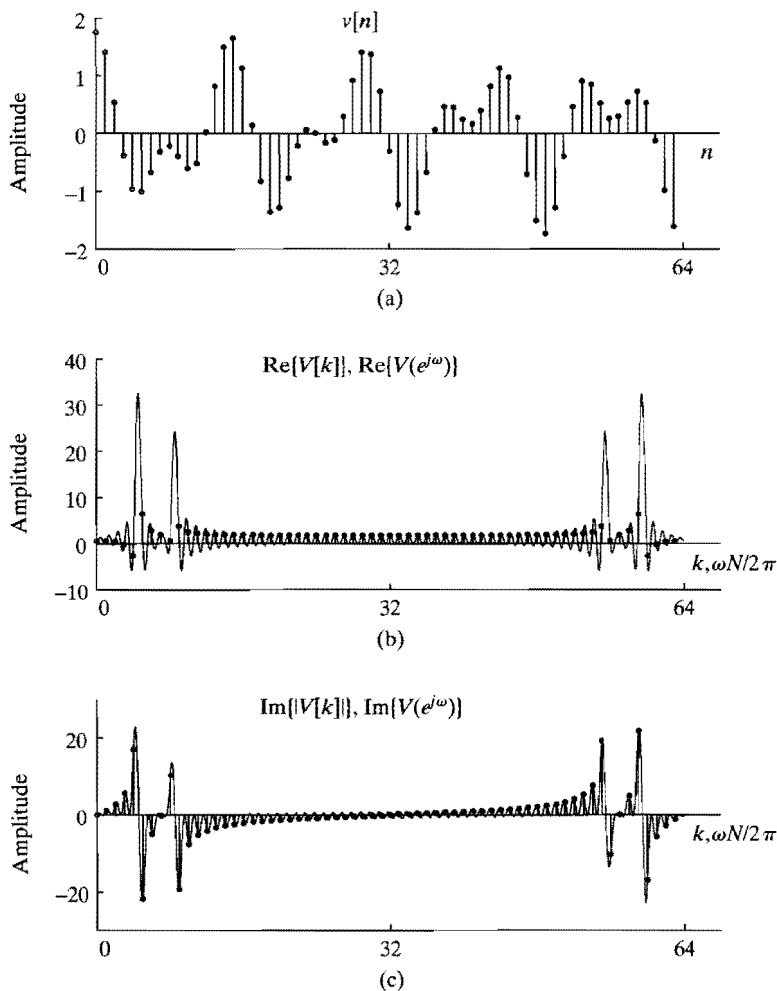 v[n]
2
1
0
−1
−2
Amplitude
n
0
32
64
(a)
Re{V[k]}, Re{V(e^{jω})}
40
30
20
10
0
−10
Amplitude
k, ωN/2π
0
32
64
(b)
Im{|V[k]|}, Im{V(e^{jω})}
20
0
−20
Amplitude
k, ωN/2π
0
32
64
(c)